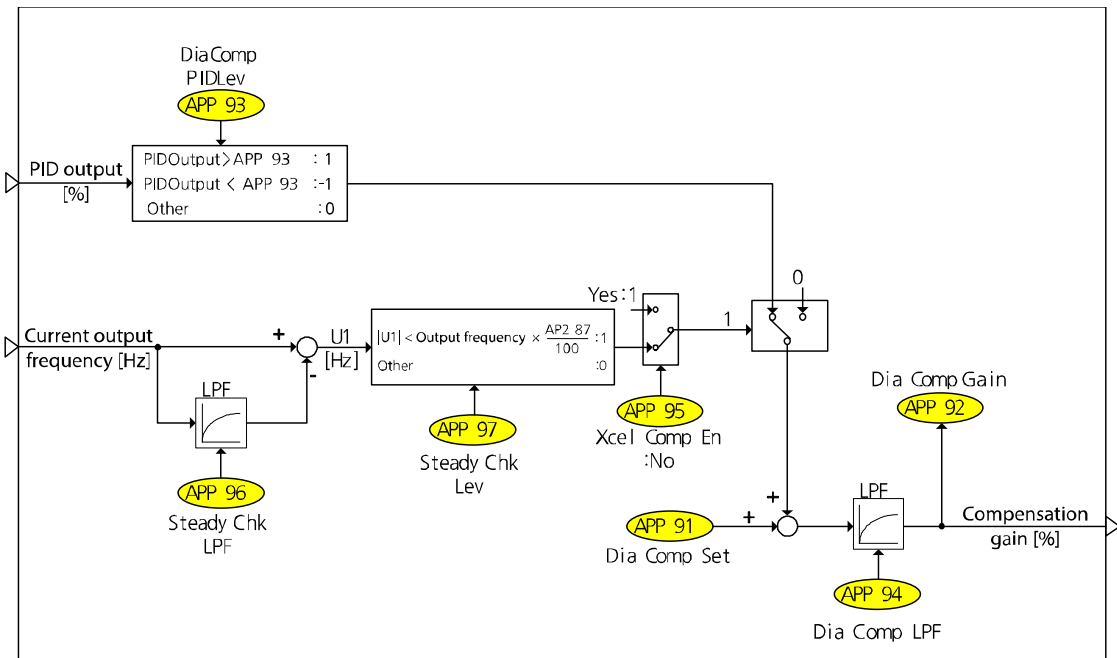 DiaComp
PIDLev
APP 93
PID output
[%]
PIDOutput>APP 93 : 1
PIDOutput < APP 93 :-1
Other :0
0
Yes:1
1
Current output
frequency [Hz]
+
-
U1
[Hz]
|U1| < Output frequency × AP2 87 / 100 :1
Other :0
LPF
APP 96
Steady Chk
LPF
APP 97
Steady Chk
Lev
APP 95
Xcel Comp En
:No
Dia Comp Gain
APP 92
+
+
APP 91
Dia Comp Set
LPF
APP 94
Dia Comp LPF
Compensation
gain [%]